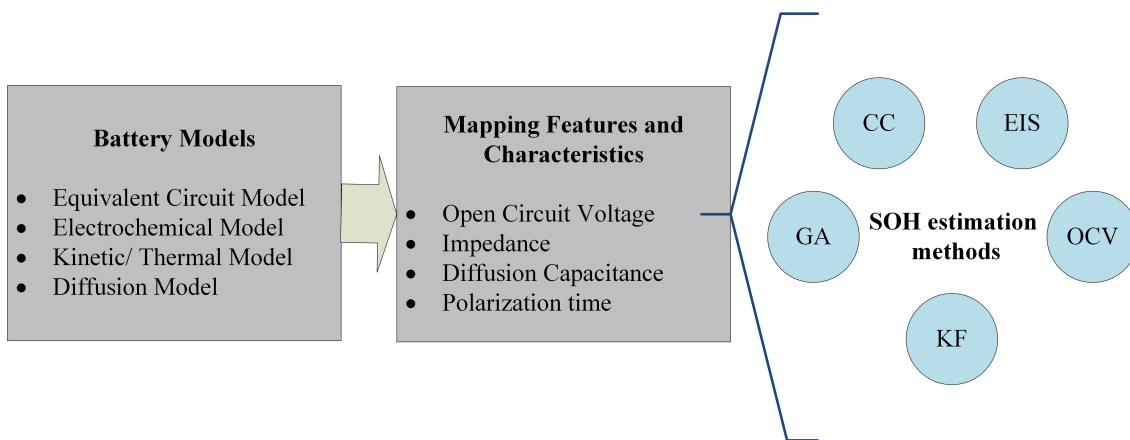 Battery Models
• Equivalent Circuit Model
• Electrochemical Model
• Kinetic/ Thermal Model
• Diffusion Model
Mapping Features and
Characteristics
• Open Circuit Voltage
• Impedance
• Diffusion Capacitance
• Polarization time
CC
EIS
GA
SOH estimation
methods
OCV
KF